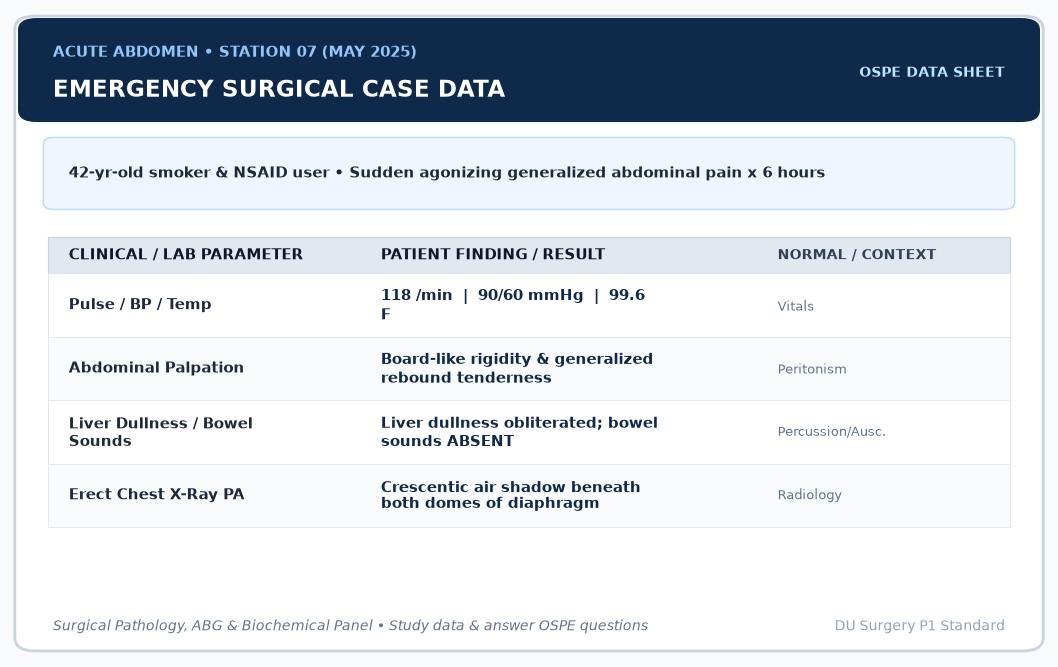 ACUTE ABDOMEN • STATION 07 (MAY 2025)
EMERGENCY SURGICAL CASE DATA
OSPE DATA SHEET
42-yr-old smoker & NSAID user • Sudden agonizing generalized abdominal pain x 6 hours
CLINICAL / LAB PARAMETER PATIENT FINDING / RESULT NORMAL / CONTEXT
Pulse / BP / Temp
118 /min | 90/60 mmHg | 99.6
F
Vitals
Abdominal Palpation
Board-like rigidity & generalized
rebound tenderness
Peritonism
Liver Dullness / Bowel
Sounds
Liver dullness obliterated; bowel
sounds ABSENT
Percussion/Ausc.
Erect Chest X-Ray PA
Crescentic air shadow beneath
both domes of diaphragm
Radiology
Surgical Pathology, ABG & Biochemical Panel • Study data & answer OSPE questions
DU Surgery P1 Standard